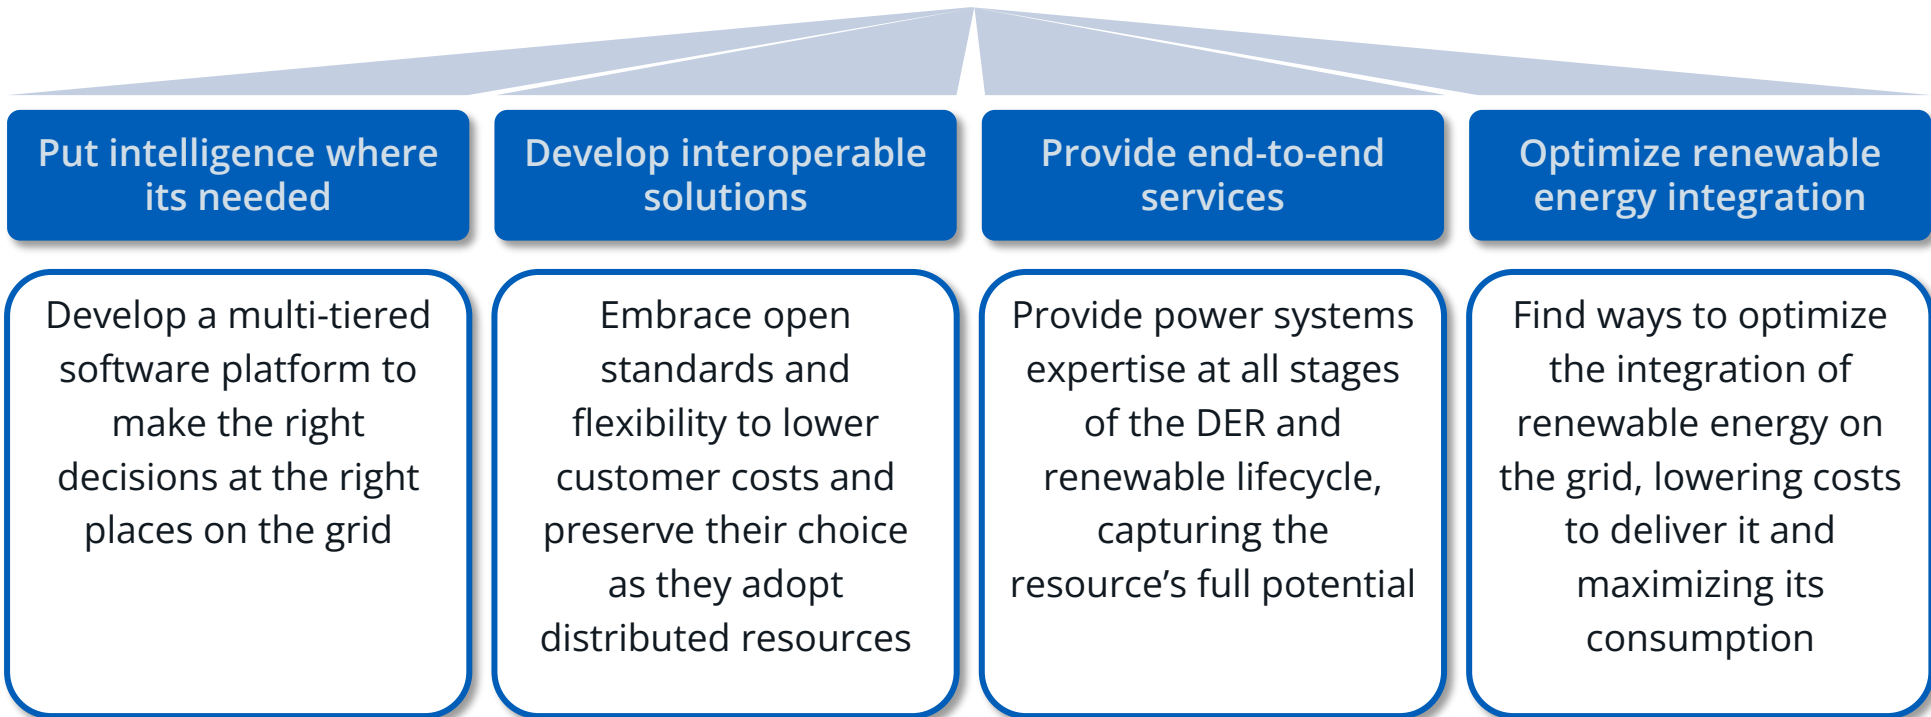 Put intelligence where
its needed
Develop a multi-tiered
software platform to
make the right
decisions at the right
places on the grid
Develop interoperable
solutions
Embrace open
standards and
flexibility to lower
customer costs and
preserve their choice
as they adopt
distributed resources
Provide end-to-end
services
Provide power systems
expertise at all stages
of the DER and
renewable lifecycle,
capturing the
resource’s full potential
Optimize renewable
energy integration
Find ways to optimize
the integration of
renewable energy on
the grid, lowering costs
to deliver it and
maximizing its
consumption